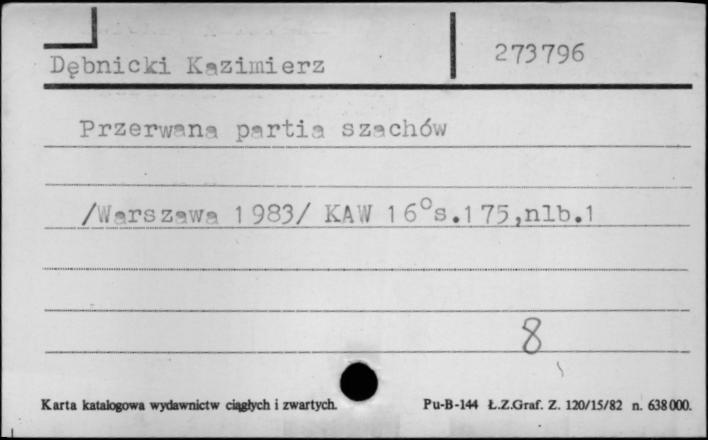 Dębnicki Kazimierz 273796
Przerwana partia szachów
/Warszawa 1983/ KAW 16°s.175,nlb.1
8
Karta katalogowa wydawnictw ciągłych i zwartych. Pu-B-144 Ł.Z.Graf. Z. 120/15/82 n. 638000.